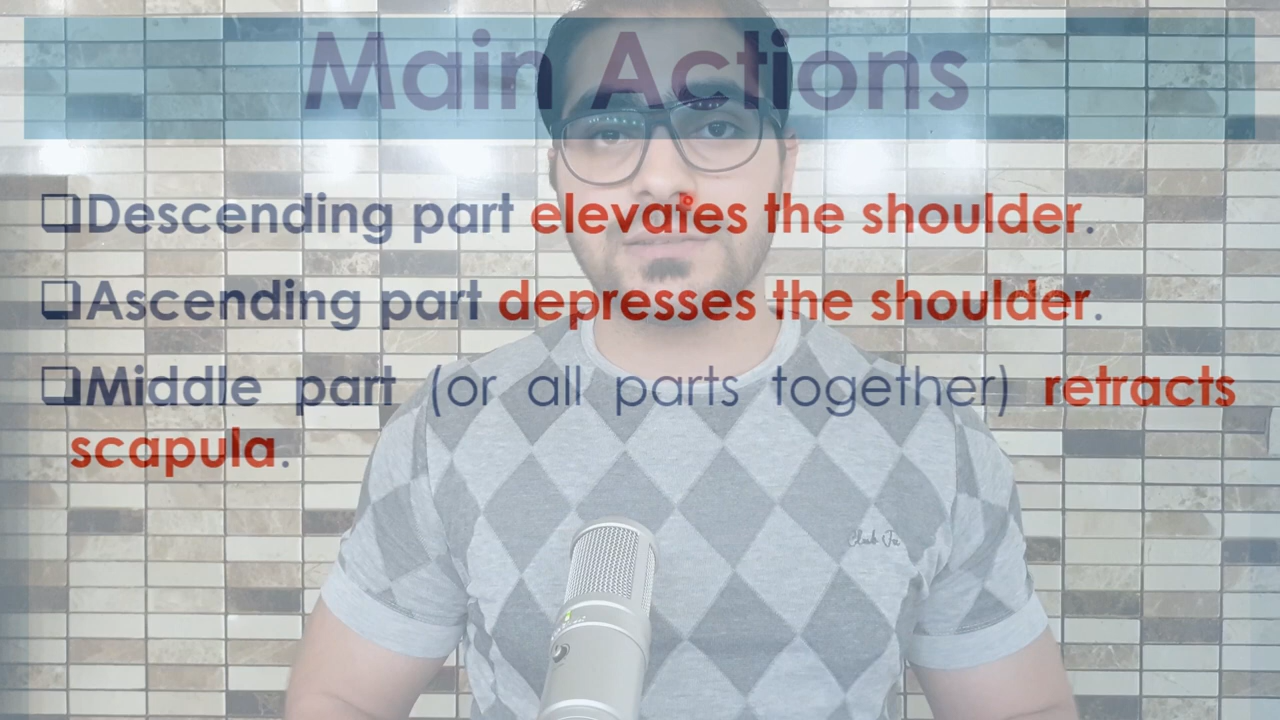 Main Actions
❑Descending part elevates the shoulder.
❑Ascending part depresses the shoulder.
❑Middle part (or all parts together) retracts
scapula.
Club